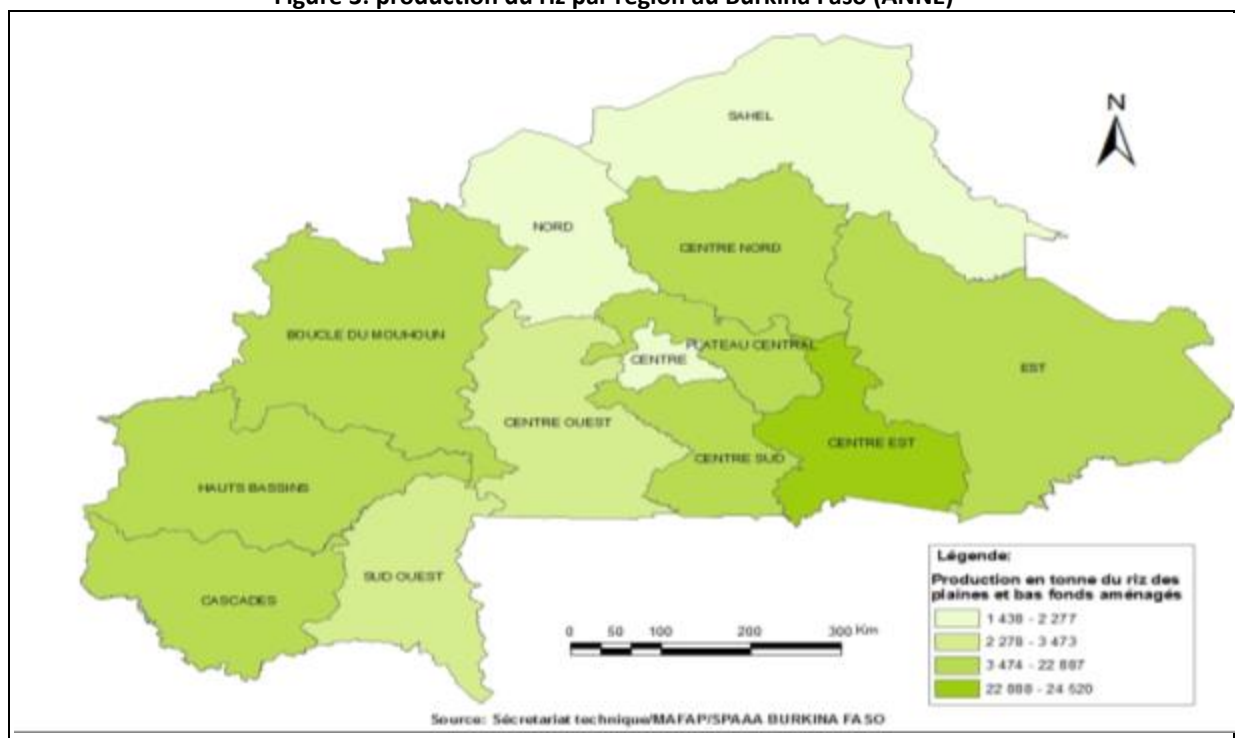 Figure 3: production du riz par région au Burkina Faso (ANNE)
N
SAHEL
NORD
CENTRE NORD
BOUCLE DU MOUHOUN
PLATEAU CENTRAL
CENTRE
EST
CENTRE OUEST
CENTRE EST
CENTRE SUD
HAUTS BASSINS
SUD OUEST
CASCADES
Légende:
Production en tonne du riz des
plaines et bas fonds aménagés
1 438 - 2 277
2 278 - 3 473
3 474 - 22 887
22 888 - 24 520
0 50 100 200 300 Km
Source: Sécretariat technique/MAFAP/SPAAA BURKINA FASO